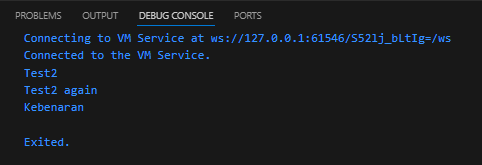 PROBLEMS OUTPUT DEBUG CONSOLE PORTS
Connecting to VM Service at ws://127.0.0.1:61546/S52lj_bLtIg=/ws
Connected to the VM Service.
Test2
Test2 again
Kebenaran
Exited.